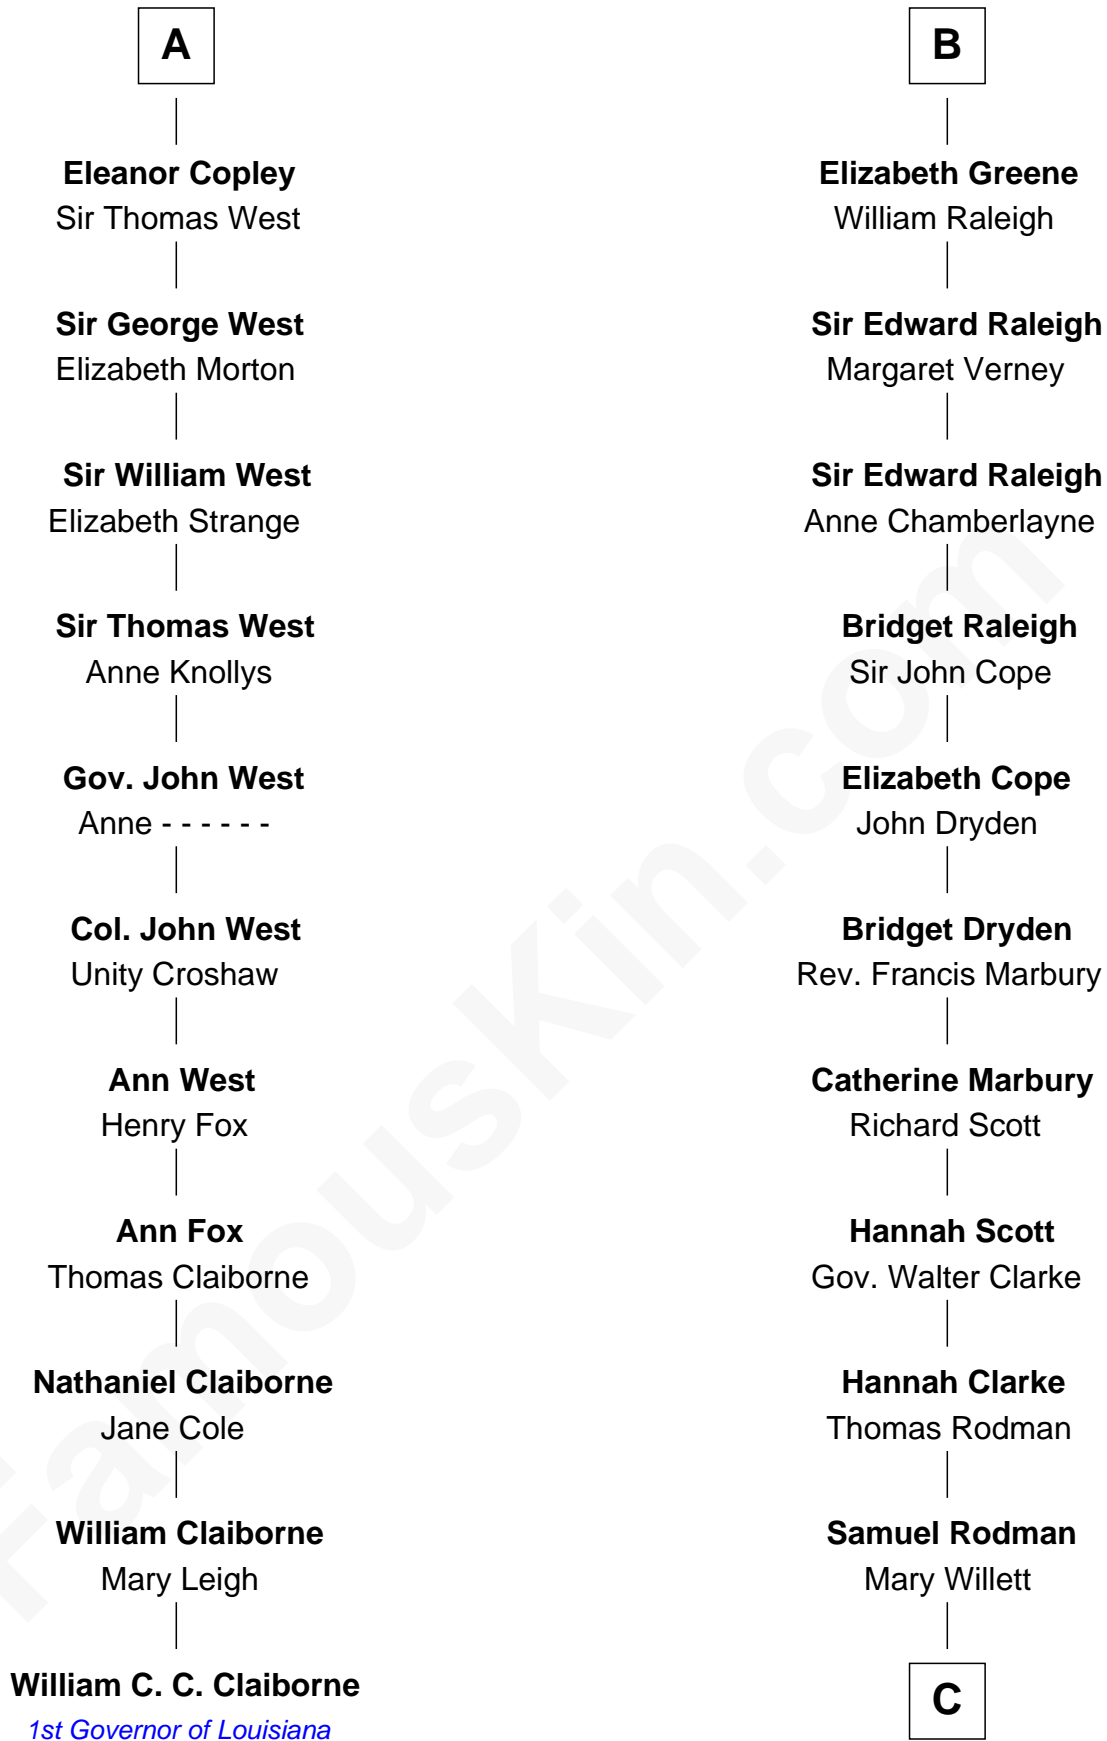 A
Eleanor Copley
Sir Thomas West
Sir George West
Elizabeth Morton
Sir William West
Elizabeth Strange
Sir Thomas West
Anne Knollys
Gov. John West
Anne - - - - - -
Col. John West
Unity Croshaw
Ann West
Henry Fox
Ann Fox
Thomas Claiborne
Nathaniel Claiborne
Jane Cole
William Claiborne
Mary Leigh
William C. C. Claiborne
1st Governor of Louisiana
B
Elizabeth Greene
William Raleigh
Sir Edward Raleigh
Margaret Verney
Sir Edward Raleigh
Anne Chamberlayne
Bridget Raleigh
Sir John Cope
Elizabeth Cope
John Dryden
Bridget Dryden
Rev. Francis Marbury
Catherine Marbury
Richard Scott
Hannah Scott
Gov. Walter Clarke
Hannah Clarke
Thomas Rodman
Samuel Rodman
Mary Willett
C
FamousKin.com